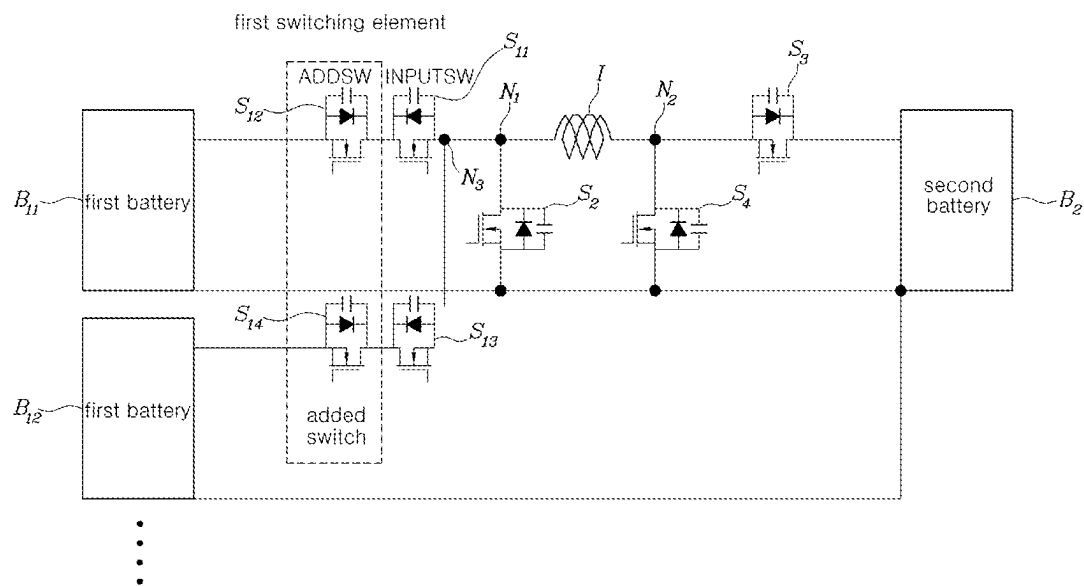 first switching element
S11
S3
ADDSW
INPUTSW
N1
I
N2
S12
N3
B11
first battery
S2
S4
second
battery
B2
S14
S13
B12
first battery
added
switch